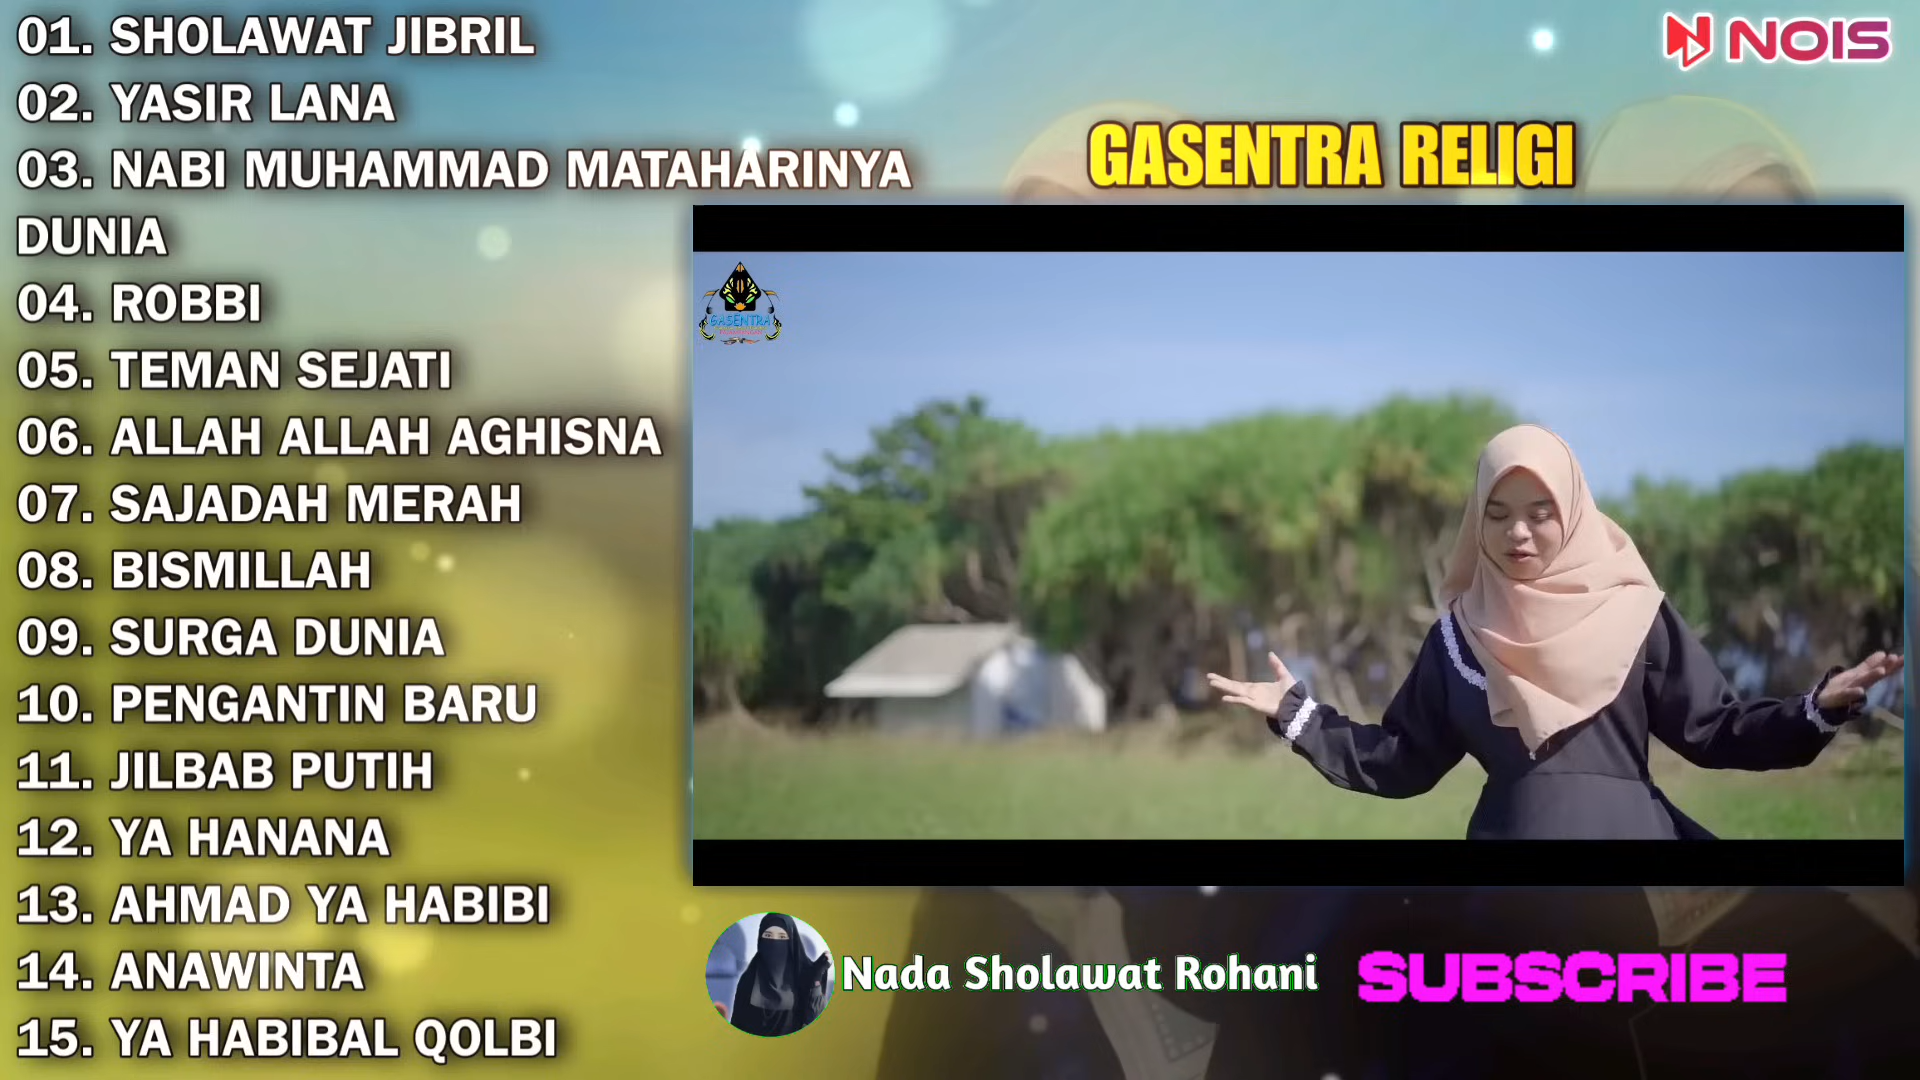 01. SHOLAWAT JIBRIL
02. YASIR LANA
03. NABI MUHAMMAD MATAHARINYA
DUNIA
04. ROBBI
05. TEMAN SEJATI
06. ALLAH ALLAH AGHISNA
07. SAJADAH MERAH
08. BISMILLAH
09. SURGA DUNIA
10. PENGANTIN BARU
11. JILBAB PUTIH
12. YA HANANA
13. AHMAD YA HABIBI
14. ANAWINTA
15. YA HABIBAL QOLBI
NOIS
GASENTRA RELIGI
GASENTRA
Nada Sholawat Rohani
SUBSCRIBE